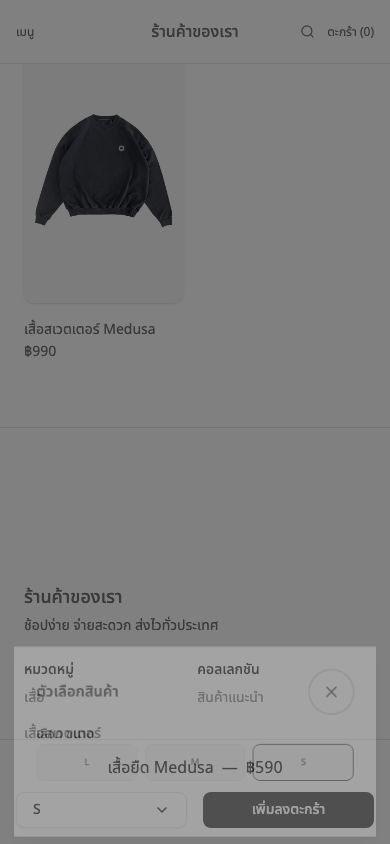 เมนู
ร้านค้าของเรา
ตะกร้า (0)
เสื้อสเวตเตอร์ Medusa
฿990
ร้านค้าของเรา
ช้อปง่าย จ่ายสะดวก ส่งไวทั่วประเทศ
หมวดหมู่
คอลเลกชัน
ตัวเลือกสินค้า
สินค้าแนะนำ
L
M
S
เสื้อยืด Medusa — ฿590
S
เพิ่มลงตะกร้า